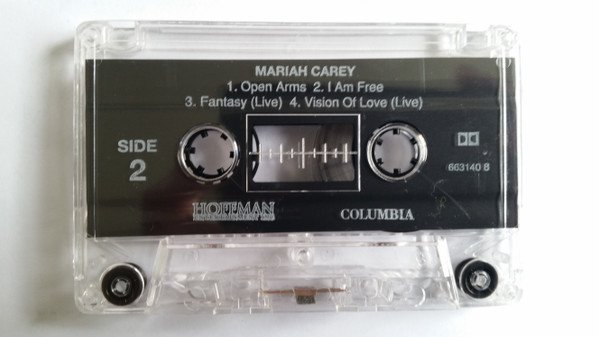 MARIAH CAREY
1. Open Arms 2. I Am Free
3. Fantasy (Live) 4. Vision Of Love (Live)
SIDE
2
663140 8
HOFFMAN
COLUMBIA